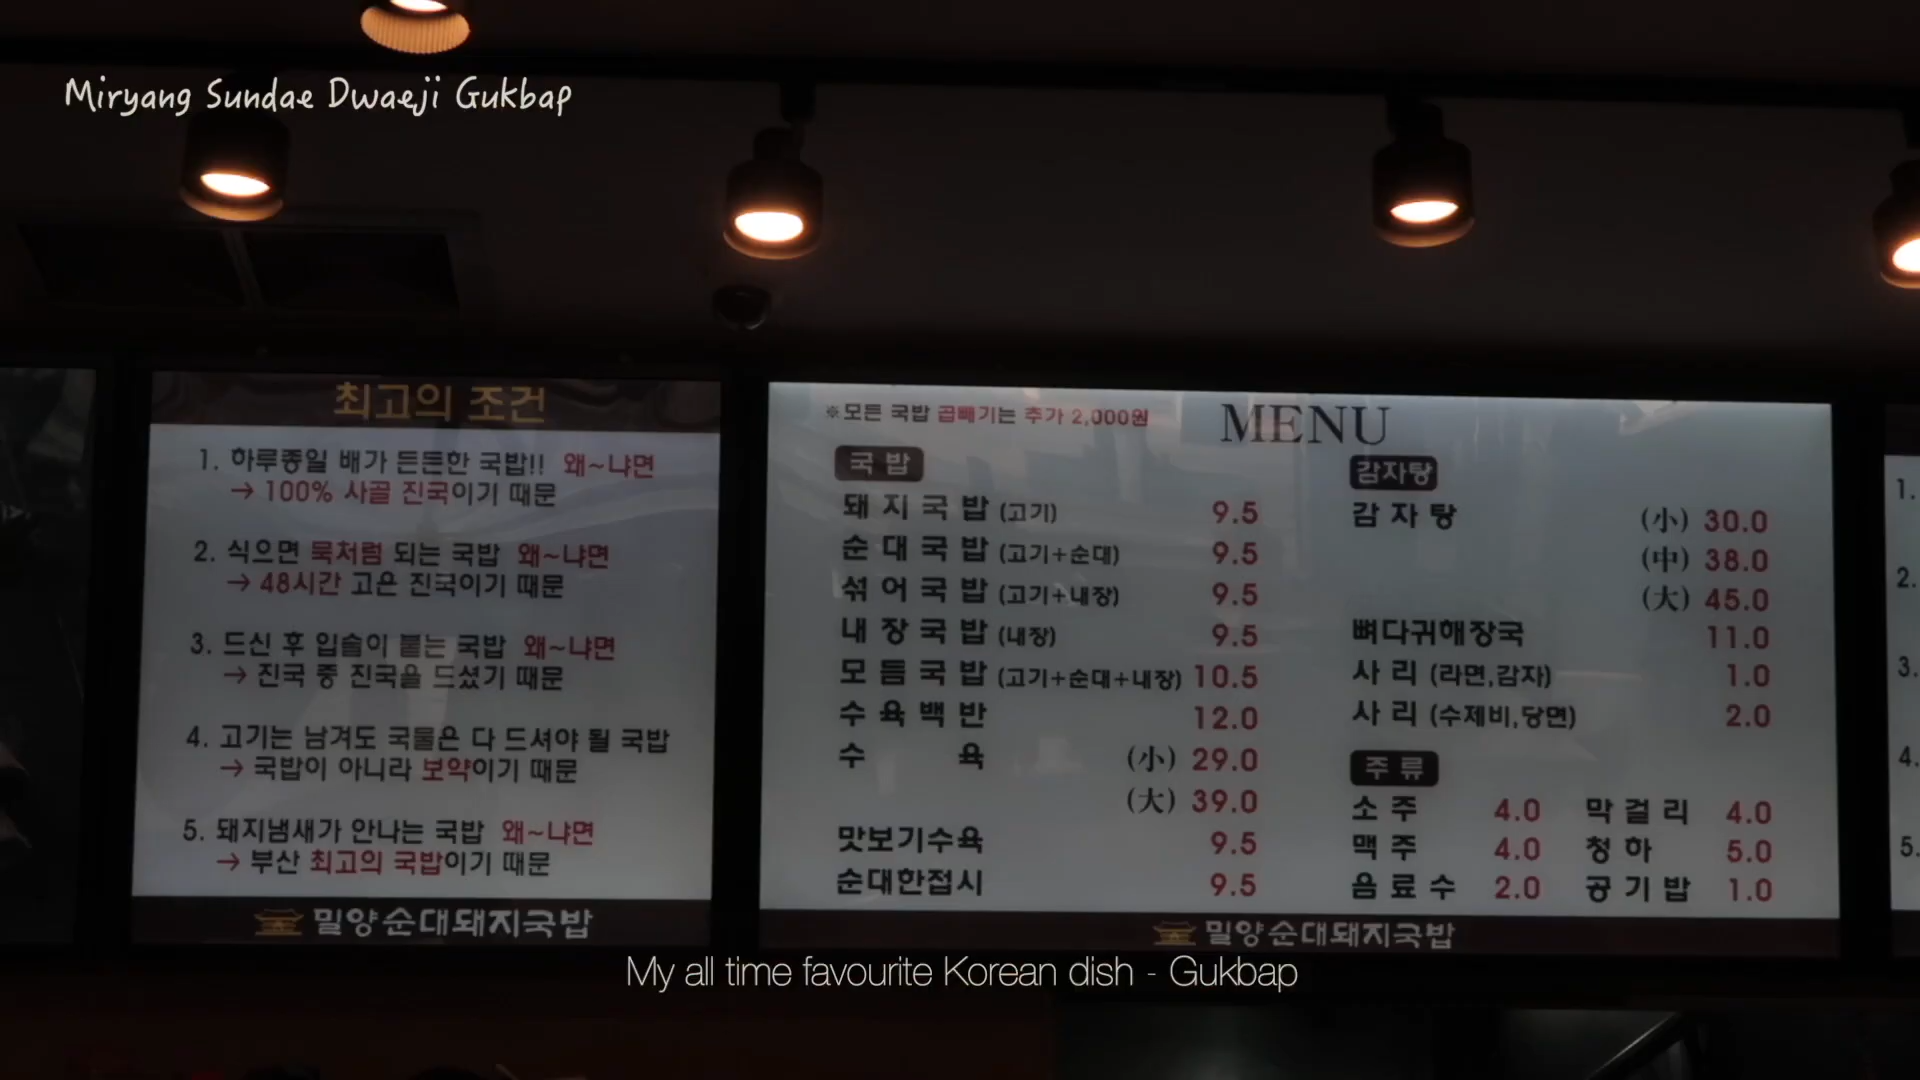 Miryang Sundae Dwaeji Gukbap
최고의 조건
1. 하루종일 배가 든든한 국밥!! 왜~냐면
→ 100% 사골 진국이기 때문
2. 식으면 묵처럼 되는 국밥 왜~냐면
→ 48시간 고은 진국이기 때문
3. 드신 후 입술이 붙는 국밥 왜~냐면
→ 진국 중 진국을 드셨기 때문
4. 고기는 남겨도 국물은 다 드셔야 될 국밥
→ 국밥이 아니라 보약이기 때문
5. 돼지냄새가 안나는 국밥 왜~냐면
→ 부산 최고의 국밥이기 때문
밀양순대돼지국밥
※모든 국밥 곱빼기는 추가 2,000원
MENU
국밥
돼지국밥 (고기) 9.5
순대국밥 (고기+순대) 9.5
섞어국밥 (고기+내장) 9.5
내장국밥 (내장) 9.5
모듬국밥 (고기+순대+내장) 10.5
수육백반 12.0
수육 (小) 29.0
(大) 39.0
맛보기수육 9.5
순대한접시 9.5
감자탕
감자탕 (小) 30.0
(中) 38.0
(大) 45.0
뼈다귀해장국 11.0
사리 (라면,감자) 1.0
사리 (수제비,당면) 2.0
주류
소주 4.0 막걸리 4.0
맥주 4.0 청하 5.0
음료수 2.0 공기밥 1.0
밀양순대돼지국밥
1.
2.
3.
4.
5.
My all time favourite Korean dish - Gukbap